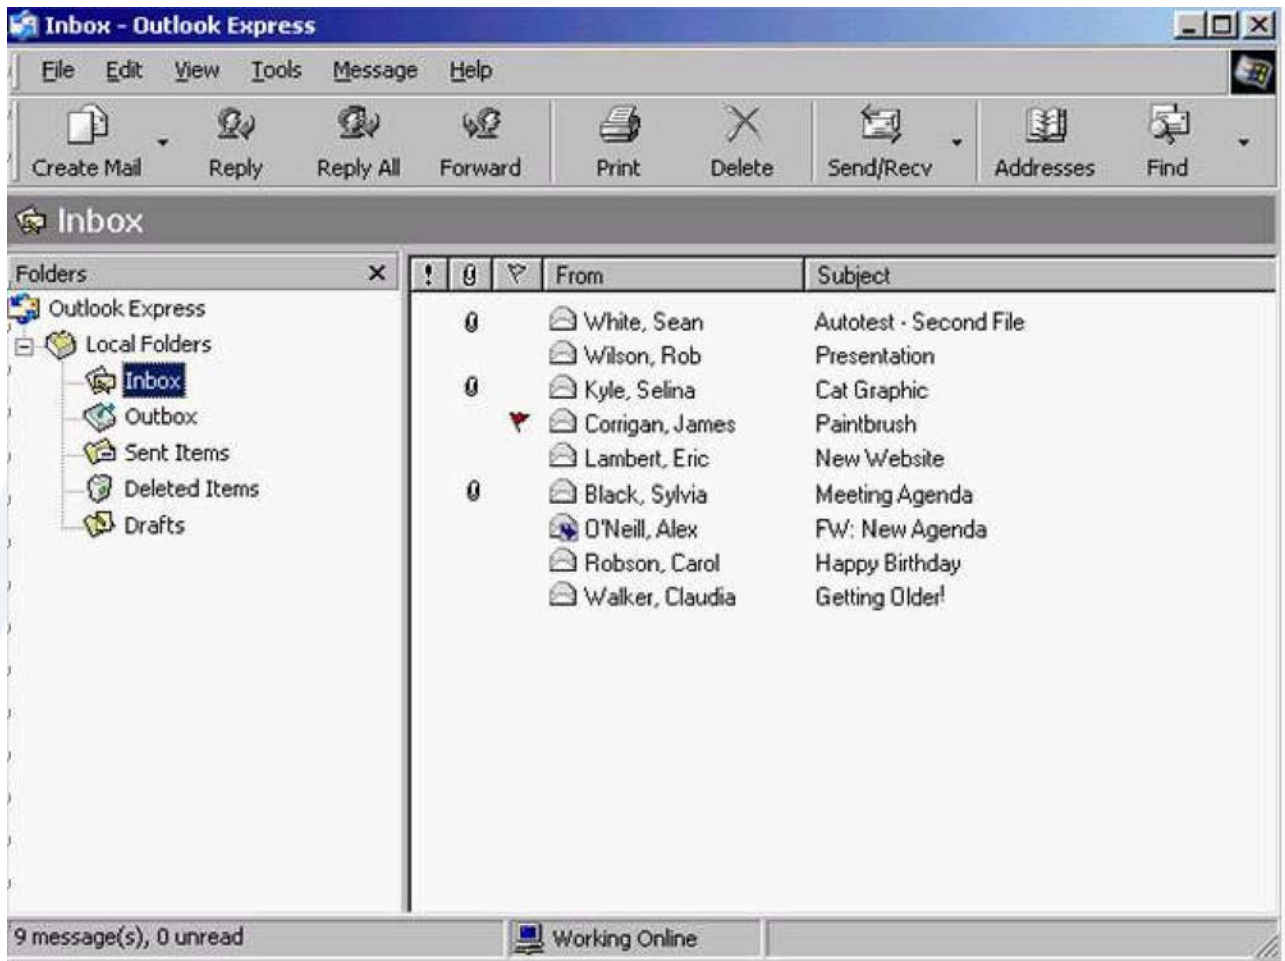 Inbox - Outlook Express
File Edit View Tools Message Help
Create Mail Reply Reply All Forward Print Delete Send/Recv Addresses Find
Inbox
Folders
! From Subject
Outlook Express
Local Folders
Inbox
Outbox
Sent Items
Deleted Items
Drafts
White, Sean Autotest - Second File
Wilson, Rob Presentation
Kyle, Selina Cat Graphic
Corrigan, James Paintbrush
Lambert, Eric New Website
Black, Sylvia Meeting Agenda
O'Neill, Alex FW: New Agenda
Robson, Carol Happy Birthday
Walker, Claudia Getting Older!
9 message(s), 0 unread
Working Online